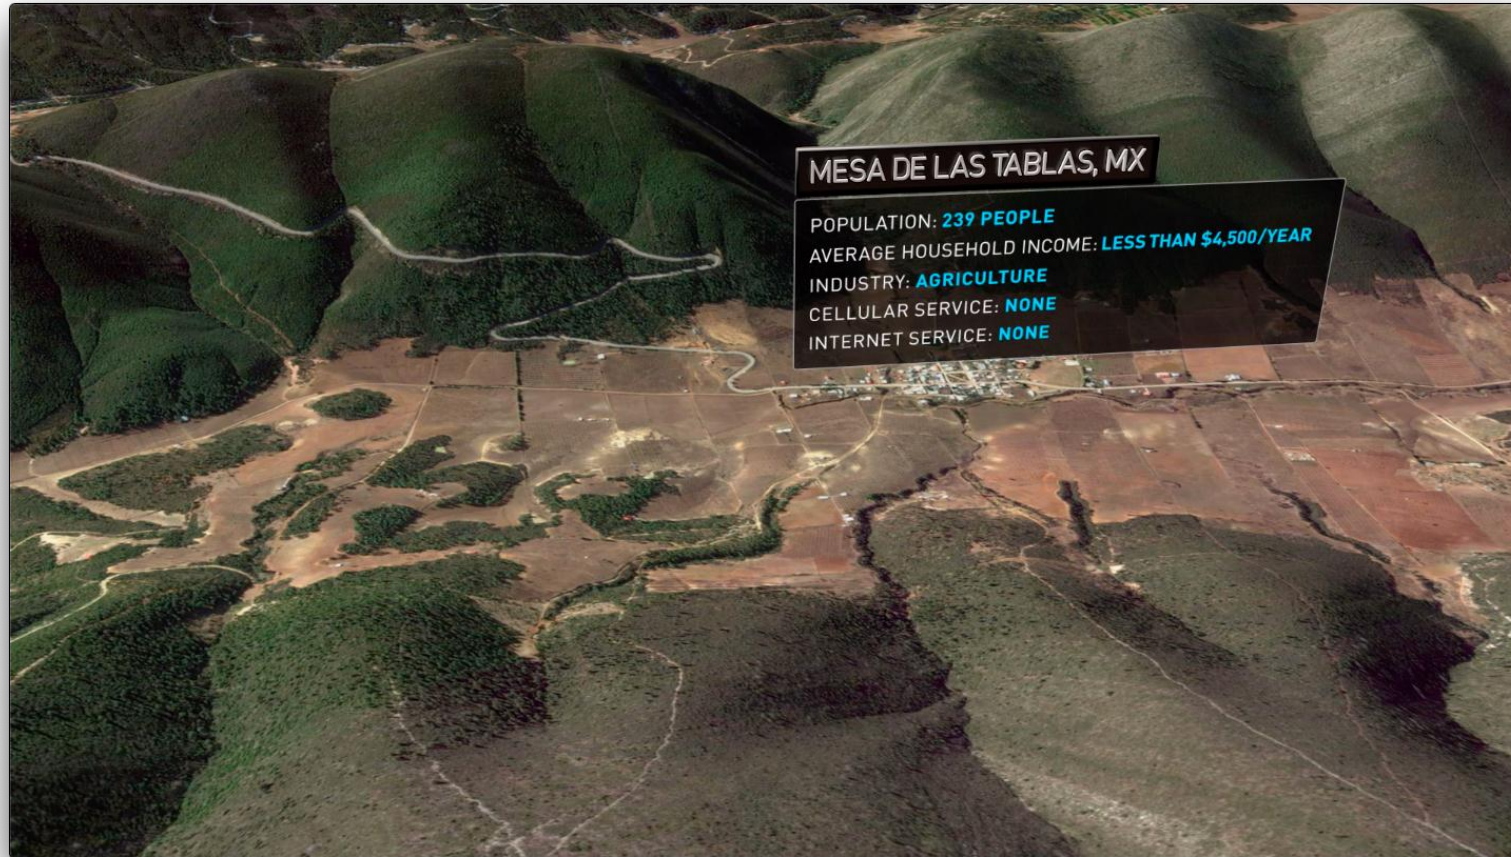 MESA DE LAS TABLAS, MX
POPULATION: 239 PEOPLE
AVERAGE HOUSEHOLD INCOME: LESS THAN $4,500/YEAR
INDUSTRY: AGRICULTURE
CELLULAR SERVICE: NONE
INTERNET SERVICE: NONE